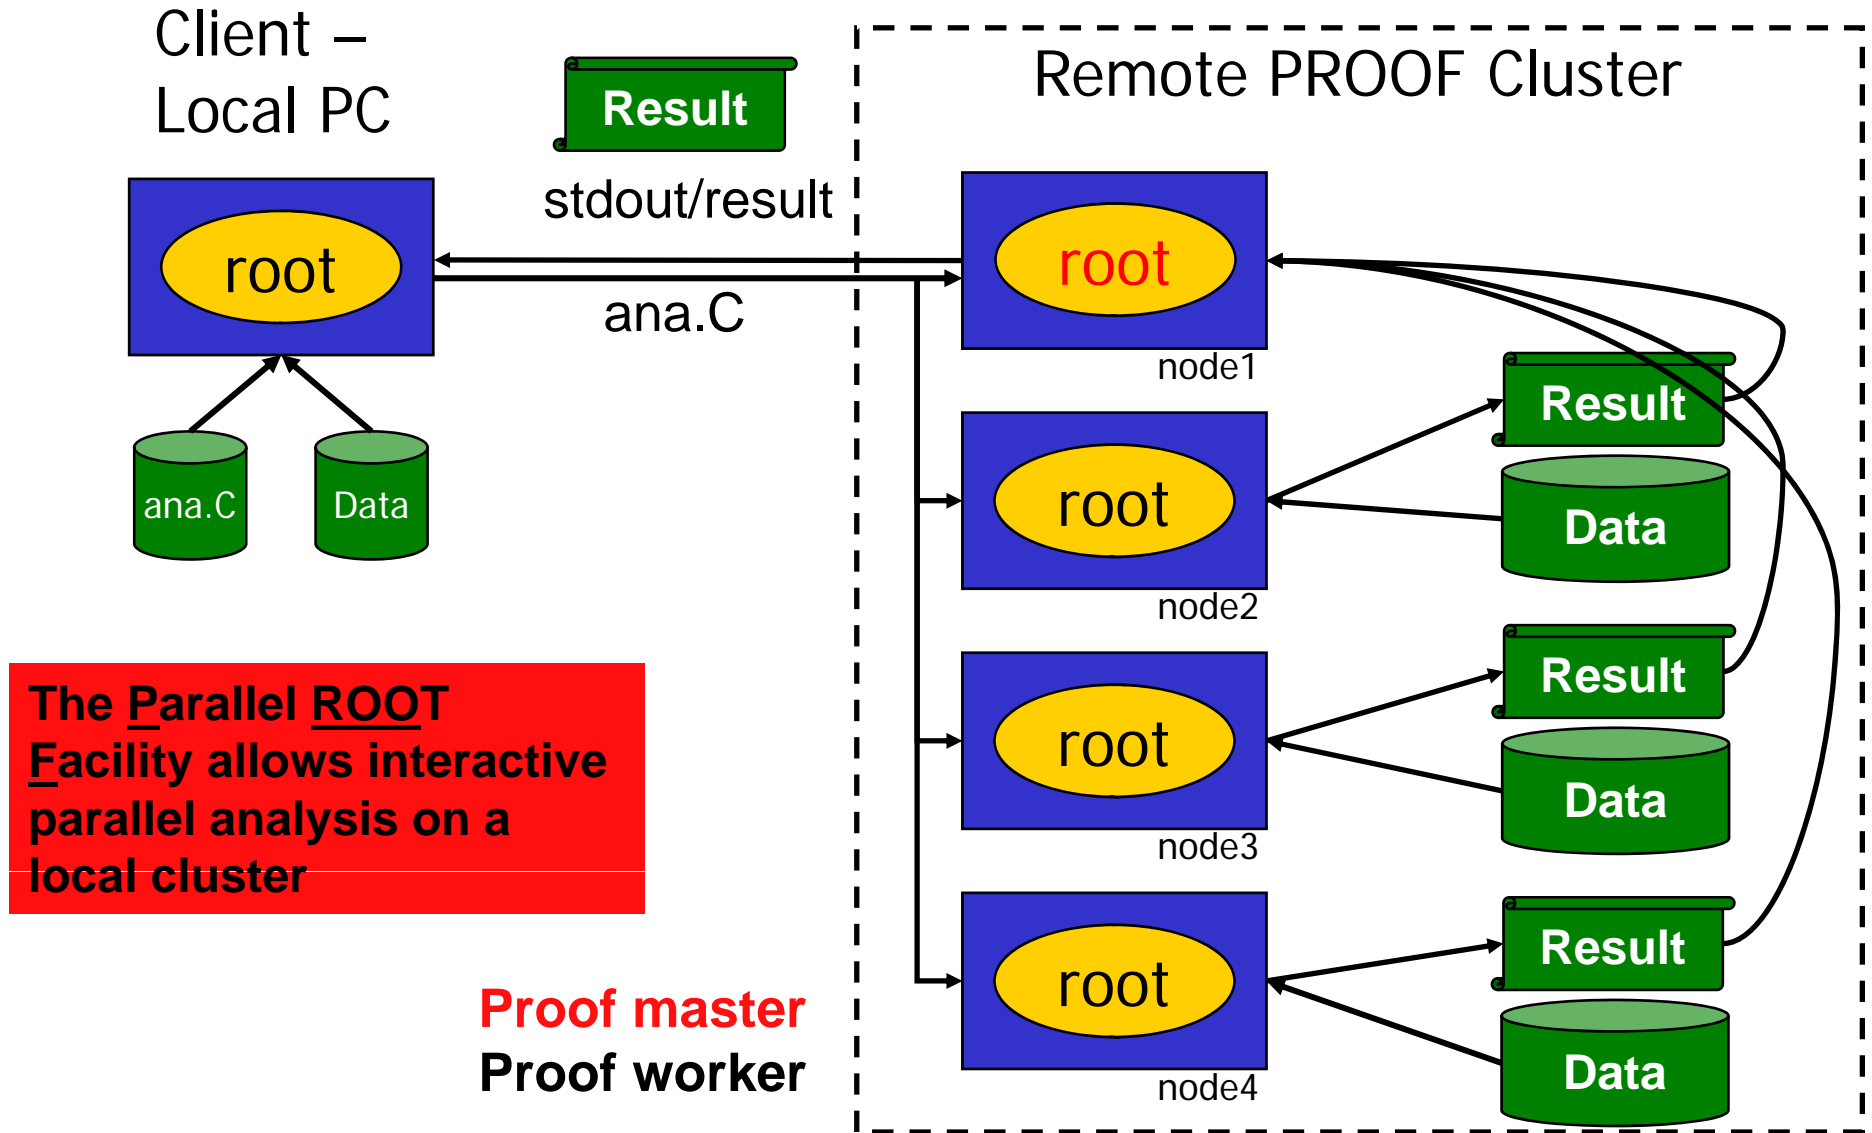 Client –
Local PC
Result
stdout/result
root
ana.C
ana.C
Data
Remote PROOF Cluster
root
node1
root
node2
Result
Data
root
node3
Result
Data
root
node4
Result
Data
The Parallel ROOT
Facility allows interactive
parallel analysis on a
local cluster
Proof master
Proof worker